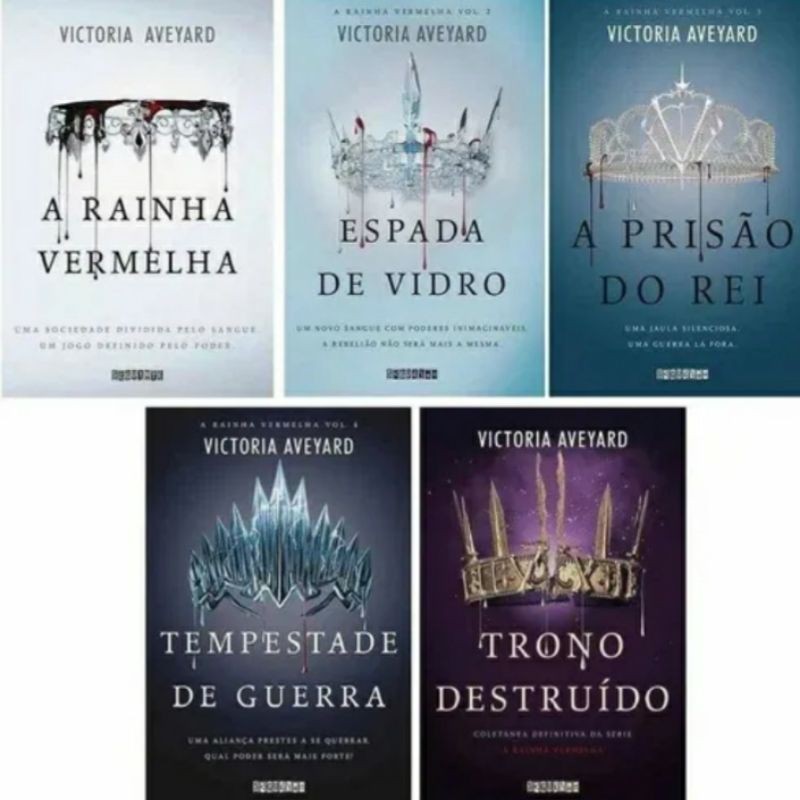 VICTORIA AVEYARD
A RAINHA
VERMELHA
UMA SOCIEDADE DIVIDIDA PELO SANGUE.
UM JOGO DEFINIDO PELO PODER.
A RAINHA VERMELHA VOL 2
VICTORIA AVEYARD
ESPADA
DE VIDRO
UM NOVO SANGUE COM PODERES INIMAGINÁVEIS.
A REBELIÃO NÃO SERÁ MAIS A MESMA.
A RAINHA VERMELHA VOL 3
VICTORIA AVEYARD
A PRISÃO
DO REI
UMA JAULA SILENCIOSA.
UMA GUERRA LÁ FORA.
A RAINHA VERMELHA VOL 4
VICTORIA AVEYARD
TEMPESTADE
DE GUERRA
UMA ALIANÇA PRESTES A SE QUEBRAR.
QUAL PODER SERÁ MAIS FORTE?
VICTORIA AVEYARD
TRONO
DESTRUÍDO
COLETÂNEA DEFINITIVA DA SÉRIE
A RAINHA VERMELHA